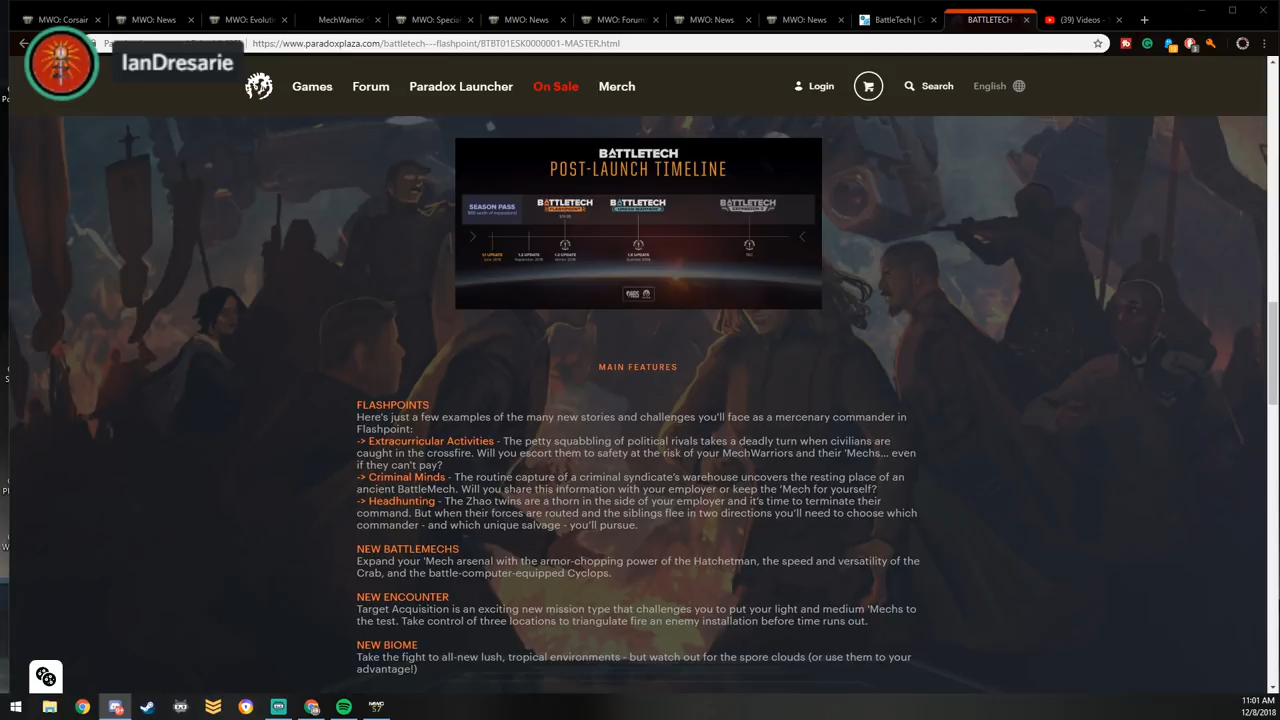 MWO: Corsair
MWO: News
MWO: Evoluti
MechWarrior
MWO: Specia
MWO: News
MWO: Forum
MWO: News
MWO: News
BattleTech | C
BATTLETECH
(39) Videos -
https://www.paradoxplaza.com/battletech---flashpoint/BTBT01ESK0000001-MASTER.html
IanDresarie
Games
Forum
Paradox Launcher
On Sale
Merch
Login
Search
English
BATTLETECH
POST-LAUNCH TIMELINE
SEASON PASS
BATTLETECH
FLASHPOINT
BATTLETECH
BATTLETECH
1.1 UPDATE
1.2 UPDATE
1.3 UPDATE
MAIN FEATURES
FLASHPOINTS
Here's just a few examples of the many new stories and challenges you'll face as a mercenary commander in
Flashpoint:
-> Extracurricular Activities - The petty squabbling of political rivals takes a deadly turn when civilians are
caught in the crossfire. Will you escort them to safety at the risk of your MechWarriors and their 'Mechs... even
if they can't pay?
-> Criminal Minds - The routine capture of a criminal syndicate's warehouse uncovers the resting place of an
ancient BattleMech. Will you share this information with your employer or keep the 'Mech for yourself?
-> Headhunting - The Zhao twins are a thorn in the side of your employer and it's time to terminate their
command. But when their forces are routed and the siblings flee in two directions you'll need to choose which
commander - and which unique salvage - you'll pursue.
NEW BATTLEMECHS
Expand your 'Mech arsenal with the armor-chopping power of the Hatchetman, the speed and versatility of the
Crab, and the battle-computer-equipped Cyclops.
NEW ENCOUNTER
Target Acquisition is an exciting new mission type that challenges you to put your light and medium 'Mechs to
the test. Take control of three locations to triangulate fire an enemy installation before time runs out.
NEW BIOME
Take the fight to all-new lush, tropical environments - but watch out for the spore clouds (or use them to your
advantage!)
11:01 AM
12/8/2018